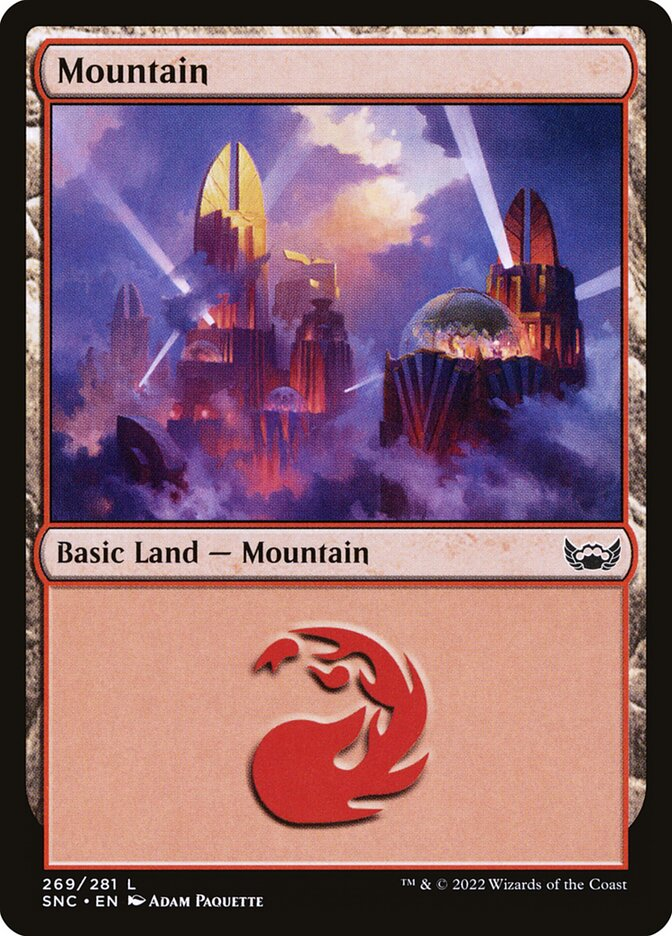 Mountain
Basic Land — Mountain
269/281 L
SNC • EN Adam Paquette
™ & © 2022 Wizards of the Coast